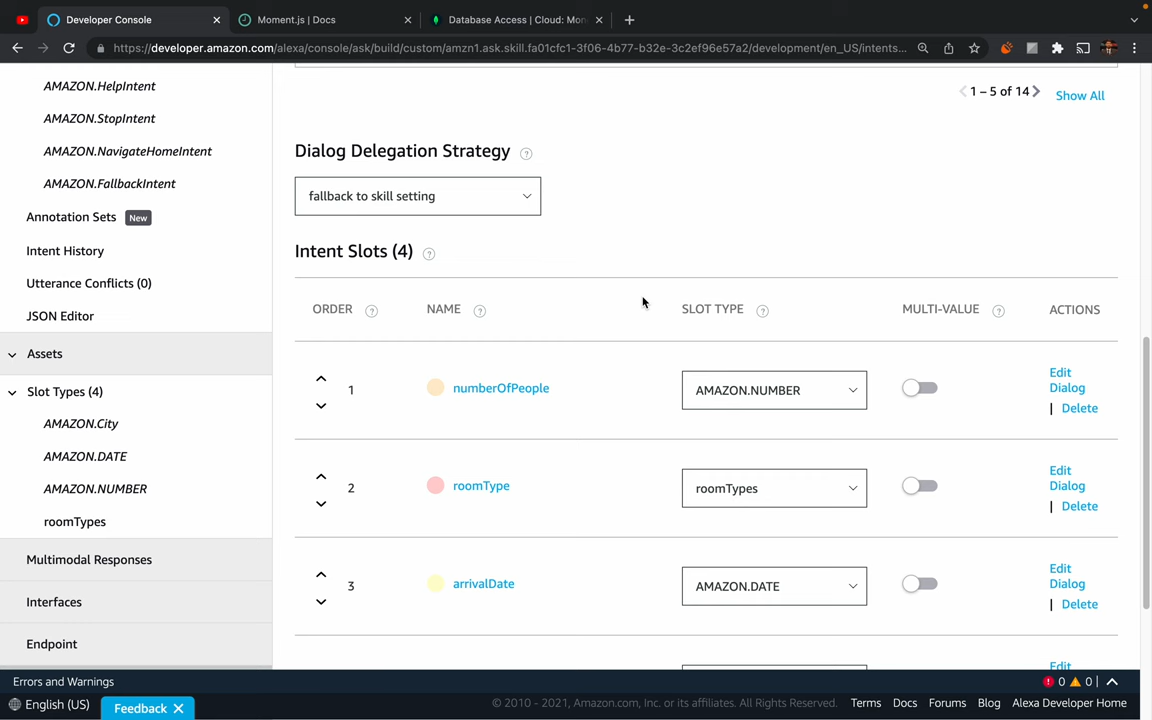 Developer Console
Moment.js | Docs
Database Access | Cloud: Mon
https://developer.amazon.com/alexa/console/ask/build/custom/amzn1.ask.skill.fa01cfc1-3f06-4b77-b32e-3c2ef96e57a2/development/en_US/intents...
AMAZON.HelpIntent
AMAZON.StopIntent
AMAZON.NavigateHomeIntent
AMAZON.FallbackIntent
Annotation Sets New
Intent History
Utterance Conflicts (0)
JSON Editor
Assets
Slot Types (4)
AMAZON.City
AMAZON.DATE
AMAZON.NUMBER
roomTypes
Multimodal Responses
Interfaces
Endpoint
1 – 5 of 14 Show All
Dialog Delegation Strategy ?
fallback to skill setting
Intent Slots (4) ?
ORDER ? NAME ? SLOT TYPE ? MULTI-VALUE ? ACTIONS
1 numberOfPeople AMAZON.NUMBER Edit Dialog | Delete
2 roomType roomTypes Edit Dialog | Delete
3 arrivalDate AMAZON.DATE Edit Dialog | Delete
Edit
Errors and Warnings ! 0 0 |
English (US) Feedback
© 2010 - 2021, Amazon.com, Inc. or its affiliates. All Rights Reserved. Terms Docs Forums Blog Alexa Developer Home